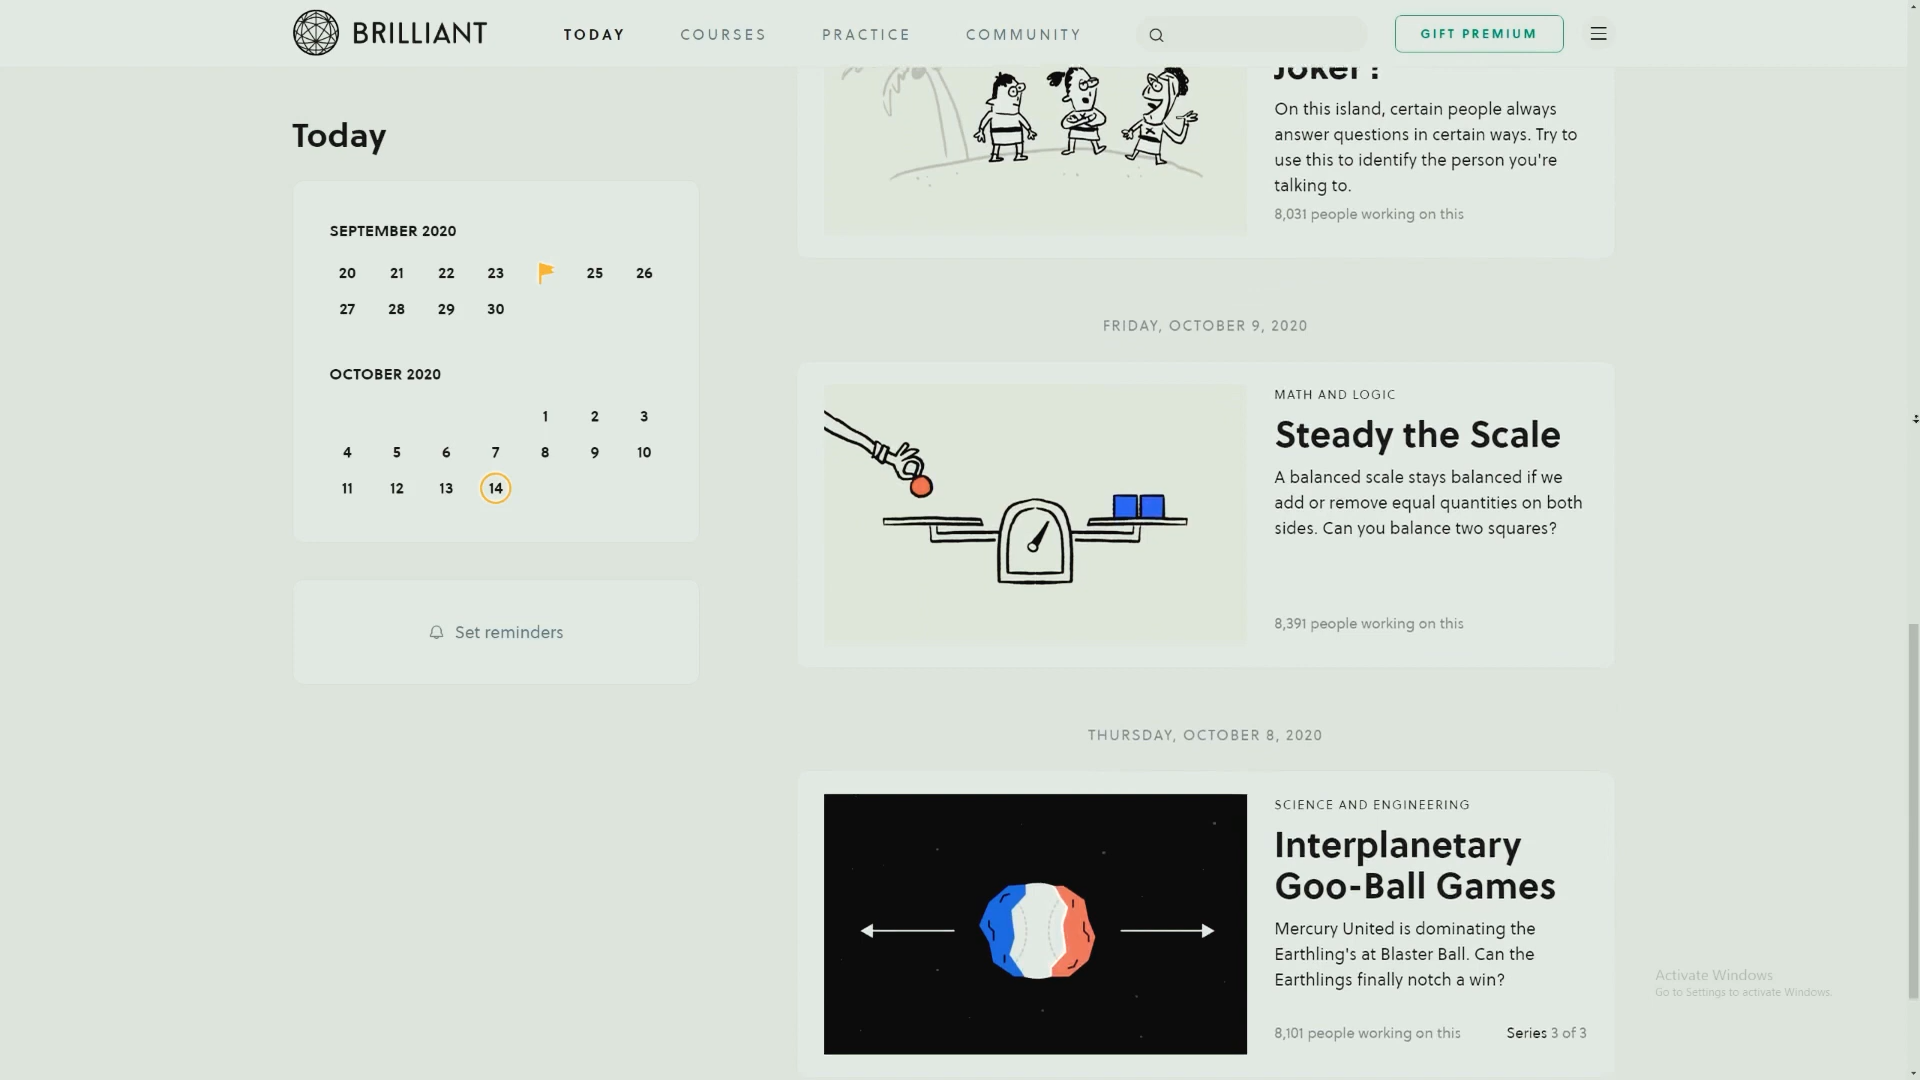 BRILLIANT
TODAY COURSES PRACTICE COMMUNITY
GIFT PREMIUM
Today
SEPTEMBER 2020
20 21 22 23 25 26
27 28 29 30
OCTOBER 2020
1 2 3
4 5 6 7 8 9 10
11 12 13 14
Set reminders
Joker?
On this island, certain people always
answer questions in certain ways. Try to
use this to identify the person you're
talking to.
8,031 people working on this
FRIDAY, OCTOBER 9, 2020
MATH AND LOGIC
Steady the Scale
A balanced scale stays balanced if we
add or remove equal quantities on both
sides. Can you balance two squares?
8,391 people working on this
THURSDAY, OCTOBER 8, 2020
SCIENCE AND ENGINEERING
Interplanetary
Goo-Ball Games
Mercury United is dominating the
Earthling's at Blaster Ball. Can the
Earthlings finally notch a win?
8,101 people working on this Series 3 of 3
Activate Windows
Go to Settings to activate Windows.